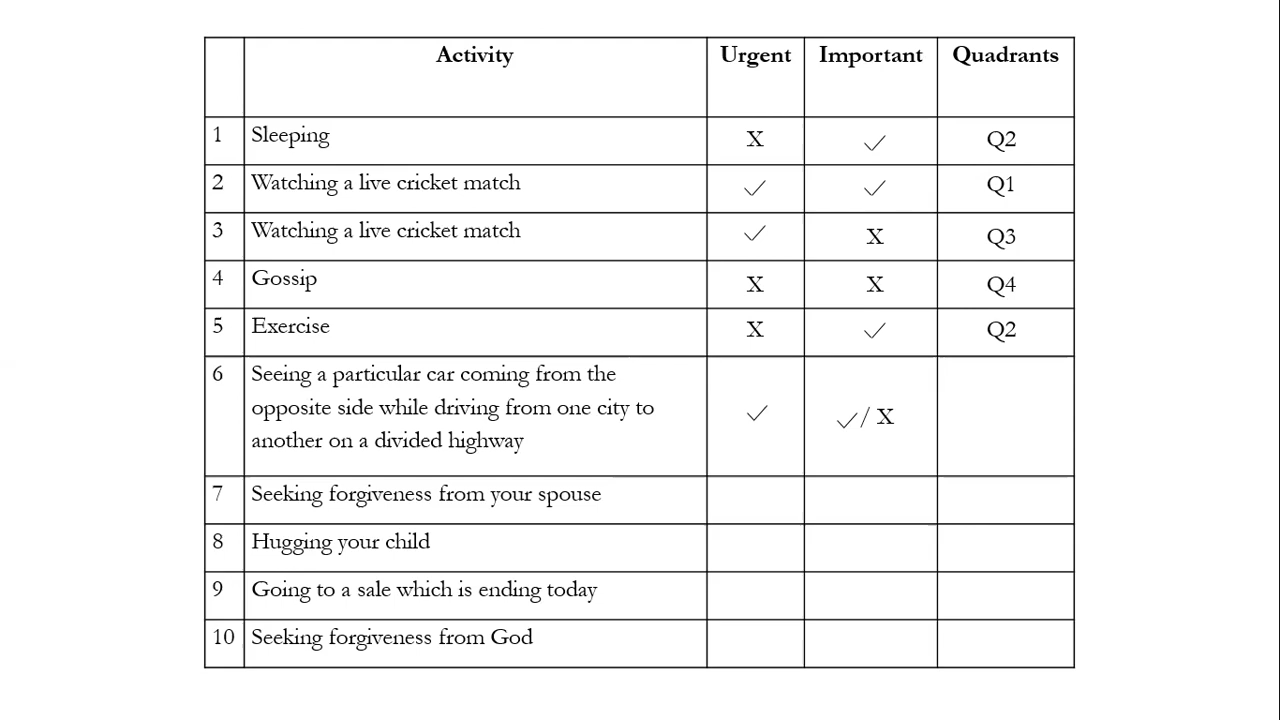 Activity Urgent Important Quadrants
1 Sleeping X ✓ Q2
2 Watching a live cricket match ✓ ✓ Q1
3 Watching a live cricket match ✓ X Q3
4 Gossip X X Q4
5 Exercise X ✓ Q2
6 Seeing a particular car coming from the
opposite side while driving from one city to
another on a divided highway ✓ ✓/ X
7 Seeking forgiveness from your spouse
8 Hugging your child
9 Going to a sale which is ending today
10 Seeking forgiveness from God